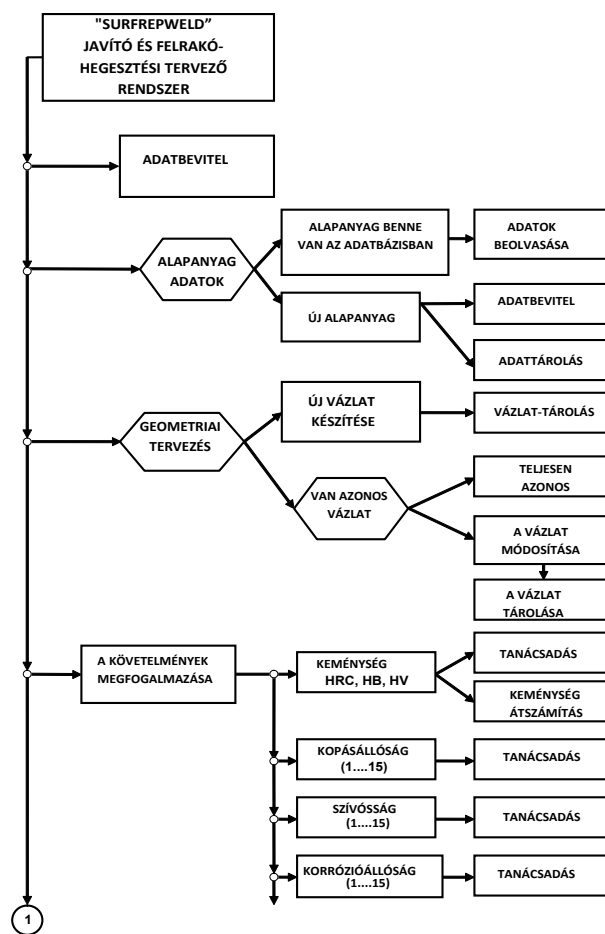 "SURFREPWELD”
JAVÍTÓ ÉS FELRAKÓ-
HEGESZTÉSI TERVEZŐ
RENDSZER
ADATBEVITEL
ALAPANYAG
ADATOK
ALAPANYAG BENNE
VAN AZ ADATBÁZISBAN
ADATOK
BEOLVASÁSA
ÚJ ALAPANYAG
ADATBEVITEL
ADATTÁROLÁS
GEOMETRIAI
TERVEZÉS
ÚJ VÁZLAT
KÉSZÍTÉSE
VÁZLAT-TÁROLÁS
VAN AZONOS
VÁZLAT
TELJESEN
AZONOS
A VÁZLAT
MÓDOSÍTÁSA
A VÁZLAT
TÁROLÁSA
A KÖVETELMÉNYEK
MEGFOGALMAZÁSA
KEMÉNYSÉG
HRC, HB, HV
TANÁCSADÁS
KEMÉNYSÉG
ÁTSZÁMÍTÁS
KOPÁSÁLLÓSÁG
(1....15)
TANÁCSADÁS
SZÍVÓSSÁG
(1....15)
TANÁCSADÁS
KORRÓZIÓÁLLÓSÁG
(1....15)
TANÁCSADÁS
1